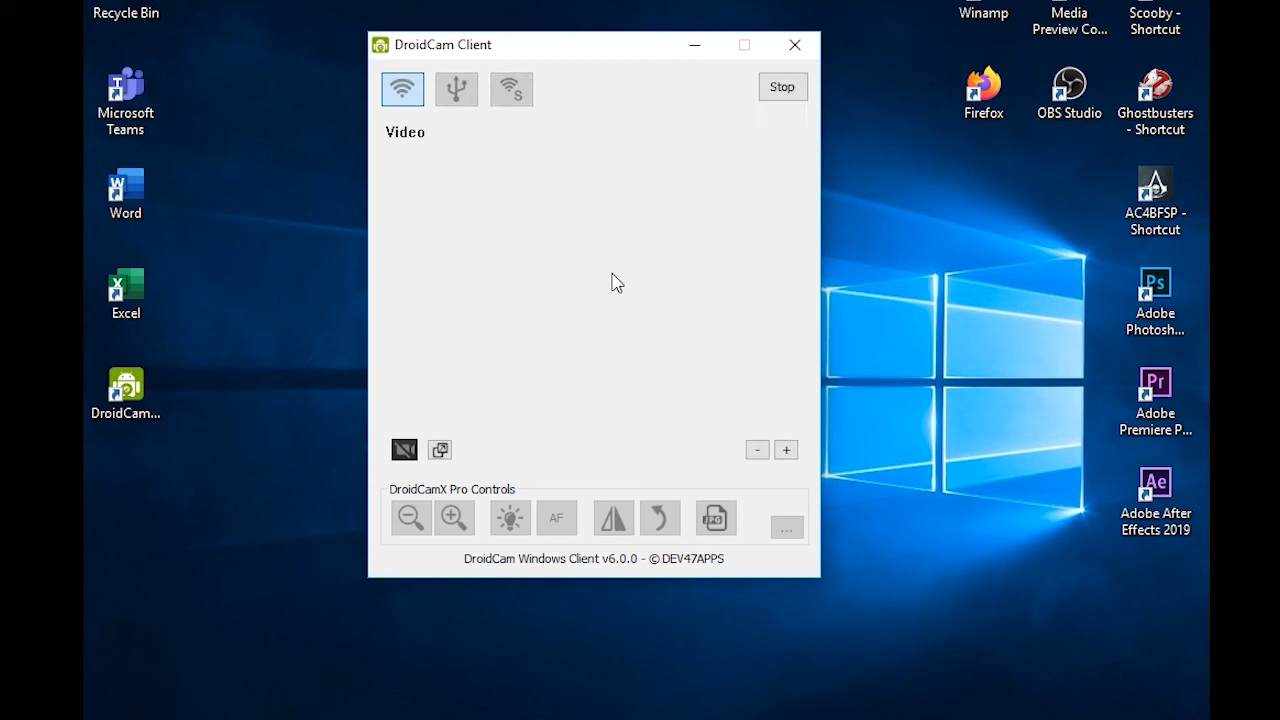 Recycle Bin
Microsoft
Teams
Word
Excel
DroidCam...
DroidCam Client
S
Stop
Video
-
+
DroidCamX Pro Controls
AF
JPG
...
DroidCam Windows Client v6.0.0 - © DEV47APPS
Winamp
Media
Preview Co...
Scooby -
Shortcut
Firefox
OBS Studio
Ghostbusters
- Shortcut
AC4BFSP -
Shortcut
Ps
Adobe
Photosh...
Pr
Adobe
Premiere P...
Ae
Adobe After
Effects 2019